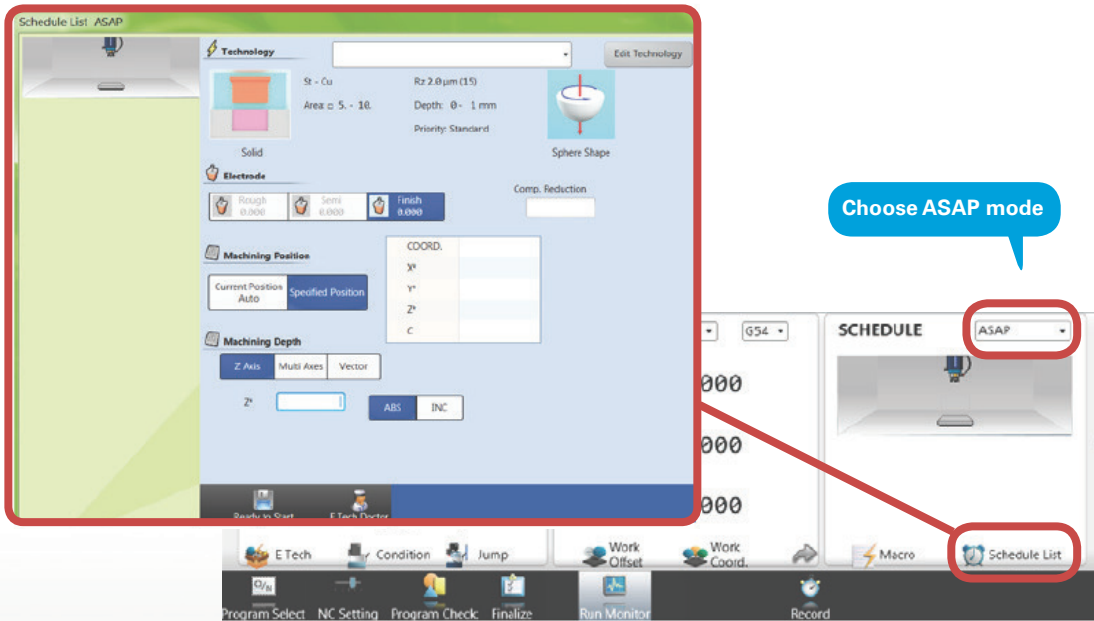 Schedule List ASAP
Technology
Edit Technology
St - Cu
Rz 2.0 µm (15)
Area □ 5. - 10.
Depth: 0 - 1 mm
Priority: Standard
Solid
Sphere Shape
Electrode
Rough
0.000
Semi
0.000
Finish
0.000
Comp. Reduction
Machining Position
Current Position
Auto
Specified Position
COORD.
X*
Y*
Z*
C
Machining Depth
Z Axis
Multi Axes
Vector
Z*
ABS
INC
Ready to Start
E Tech Doctor
Choose ASAP mode
G54
SCHEDULE
ASAP
000
000
000
E Tech
Condition
Jump
Work
Offset
Work
Coord.
Macro
Schedule List
Program Select
NC Setting
Program Check
Finalize
Run Monitor
Record